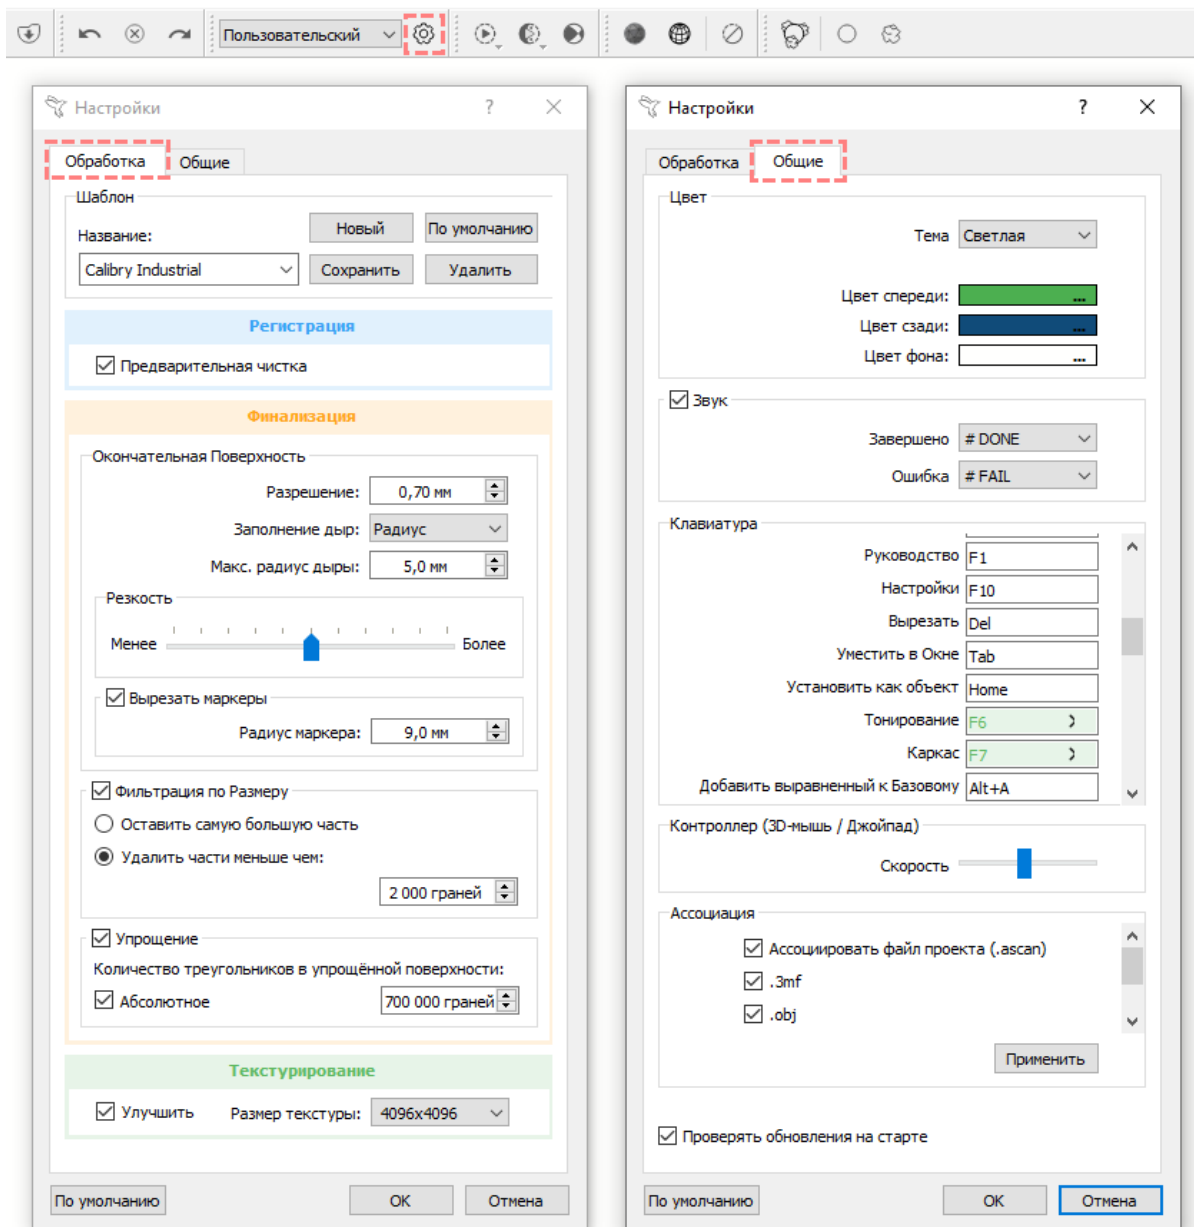 Пользовательский
Настройки
?
Обработка
Общие
Шаблон
Название:
Новый
По умолчанию
Calibry Industrial
Сохранить
Удалить
Регистрация
Предварительная чистка
Финализация
Окончательная Поверхность
Разрешение:
0,70 мм
Заполнение дыр:
Радиус
Макс. радиус дыры:
5,0 мм
Резкость
Менее
Более
Вырезать маркеры
Радиус маркера:
9,0 мм
Фильтрация по Размеру
Оставить самую большую часть
Удалить части меньше чем:
2 000 граней
Упрощение
Количество треугольников в упрощённой поверхности:
Абсолютное
700 000 граней
Текстурирование
Улучшить
Размер текстуры:
4096x4096
По умолчанию
OK
Отмена
Настройки
?
Обработка
Общие
Цвет
Тема
Светлая
Цвет спереди:
...
Цвет сзади:
...
Цвет фона:
...
Звук
Завершено
# DONE
Ошибка
# FAIL
Клавиатура
Руководство
F1
Настройки
F10
Вырезать
Del
Уместить в Окне
Tab
Установить как объект
Home
Тонирование
F6
Каркас
F7
Добавить выравненный к Базовому
Alt+A
Контроллер (3D-мышь / Джойпад)
Скорость
Ассоциация
Ассоциировать файл проекта (.ascan)
.3mf
.obj
Применить
Проверять обновления на старте
По умолчанию
OK
Отмена